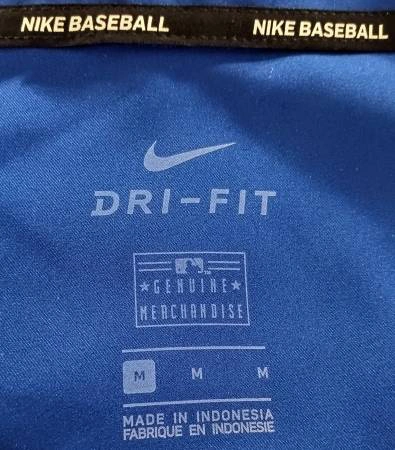 NIKE BASEBALL NIKE BASEBALL
DRI-FIT
GENUINE
MERCHANDISE
M M M
MADE IN INDONESIA
FABRIQUE EN INDONESIE